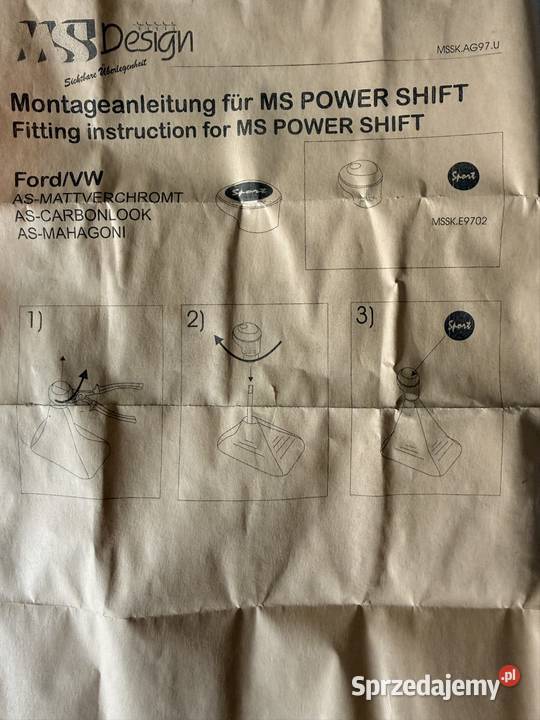 MS Design
Sichtbare Überlegenheit
MSSK.AG97.U
Montageanleitung für MS POWER SHIFT
Fitting instruction for MS POWER SHIFT
Ford/VW
AS-MATTVERCHROMT
AS-CARBONLOOK
AS-MAHAGONI
Sport
Sport
MSSK.E9702
1)
2)
3)
Sport
Sprzedajemy.pl